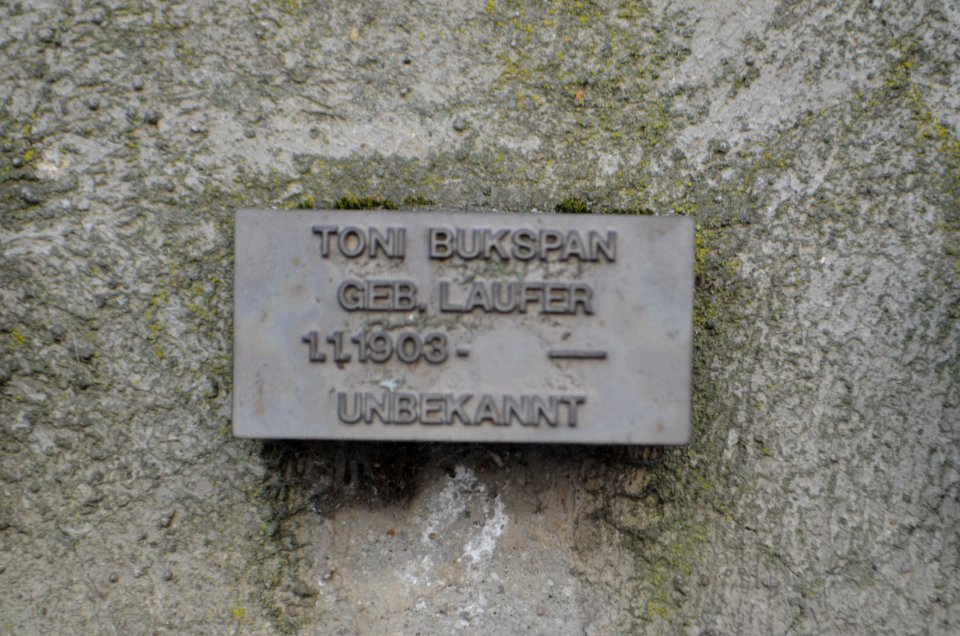 TONI BUKSPAN
GEB. LAUFER
1.1.1903 - —
UNBEKANNT